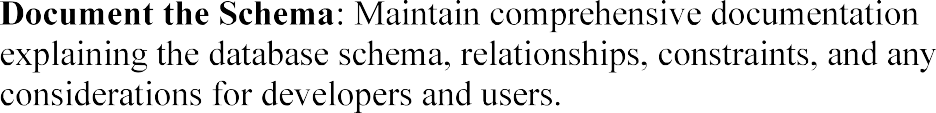 Document the Schema: Maintain comprehensive documentation
explaining the database schema, relationships, constraints, and any
considerations for developers and users.